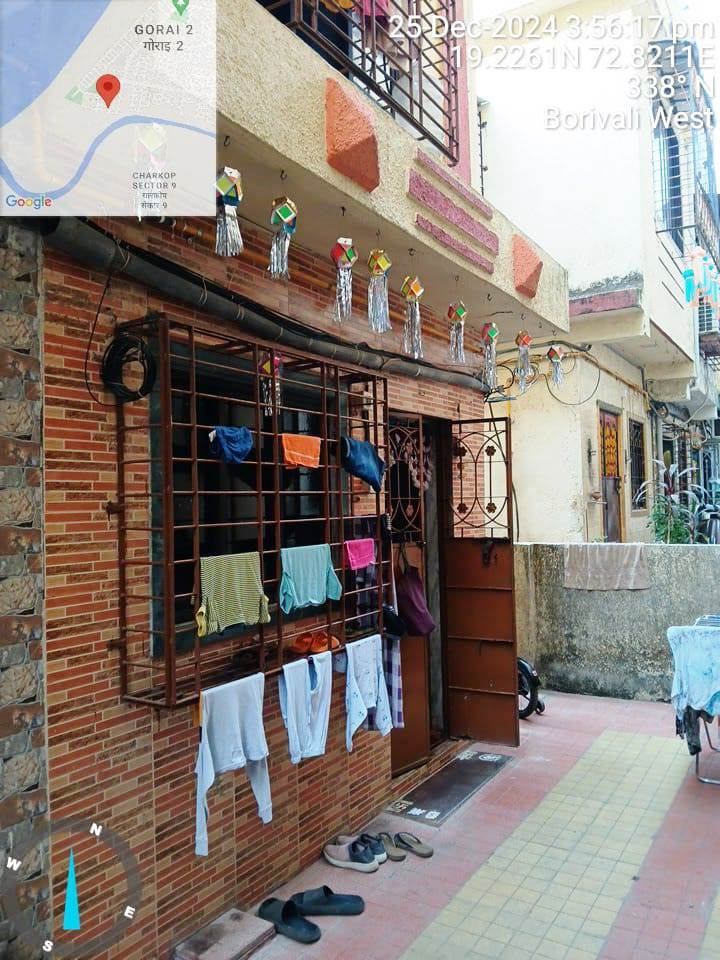 GORAI 2
गोराइ 2
CHARKOP
SECTOR 9
चारकोप
सेक्टर 9
Google
25 Dec-2024 3:56:17 pm
19.2261N 72.8211E
338° N
Borivali West
N
W
E
S